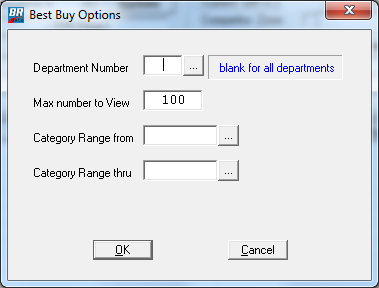 BR Best Buy Options
Department Number ... blank for all departments
Max number to View 100
Category Range from ...
Category Range thru ...
OK Cancel